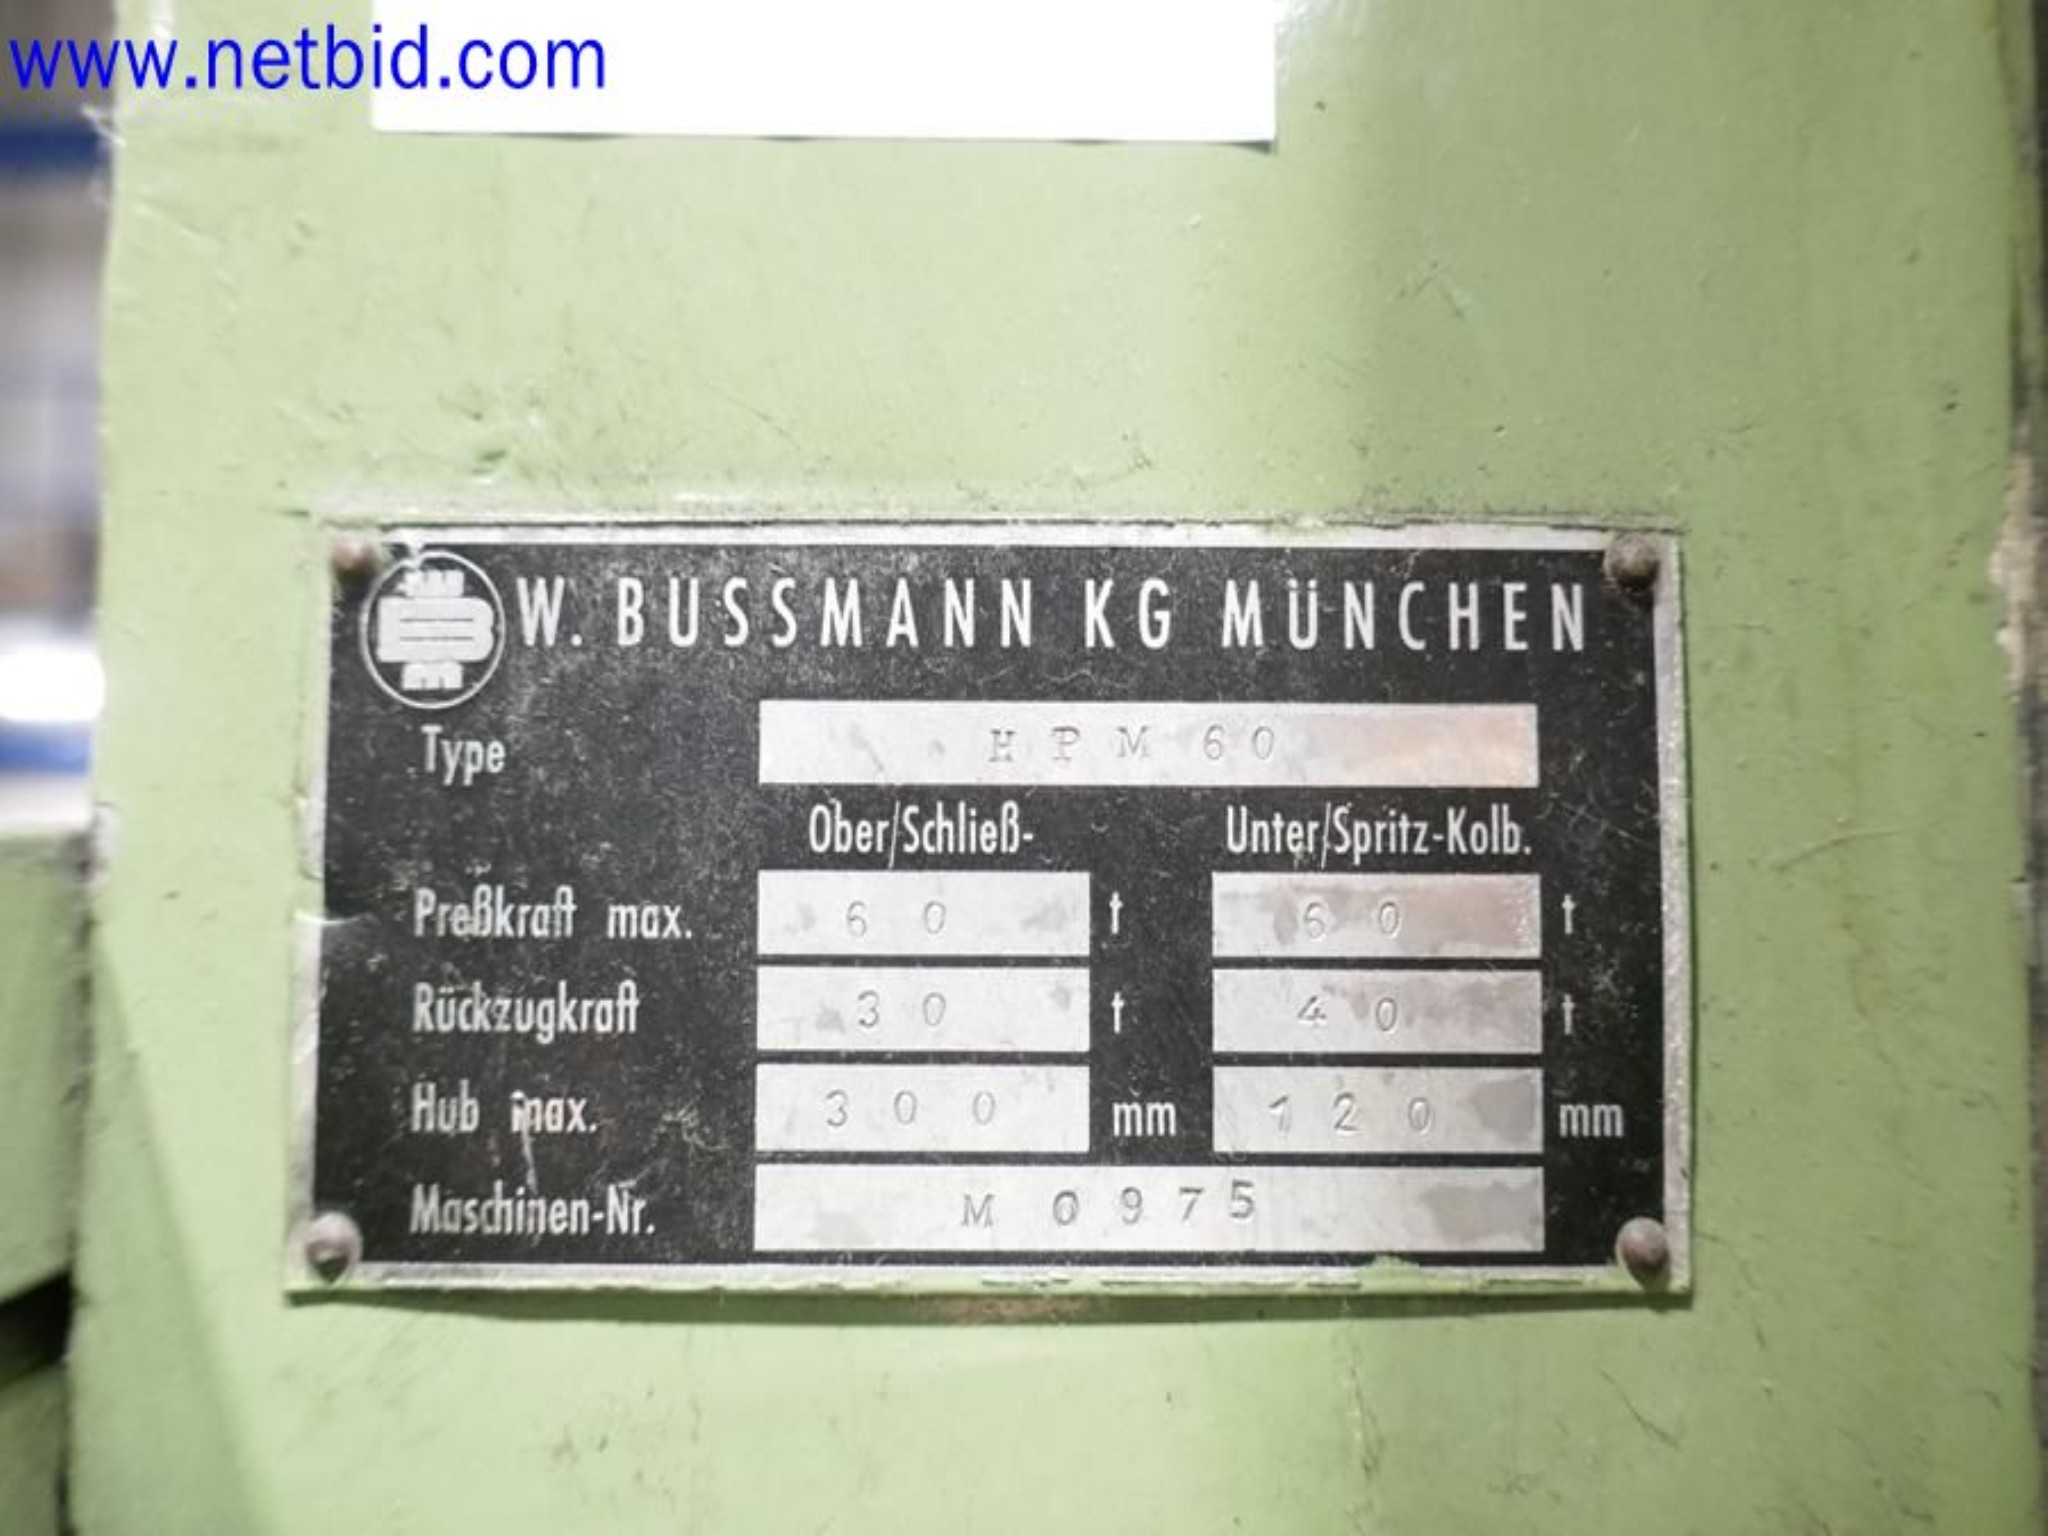 www.netbid.com
W. BUSSMANN KG MÜNCHEN
Type HPM 60
Ober/Schließ- Unter/Spritz-Kolb.
Preßkraft max. 60 t 60 t
Rückzugkraft 30 t 40 t
Hub max. 300 mm 120 mm
Maschinen-Nr. M 0975